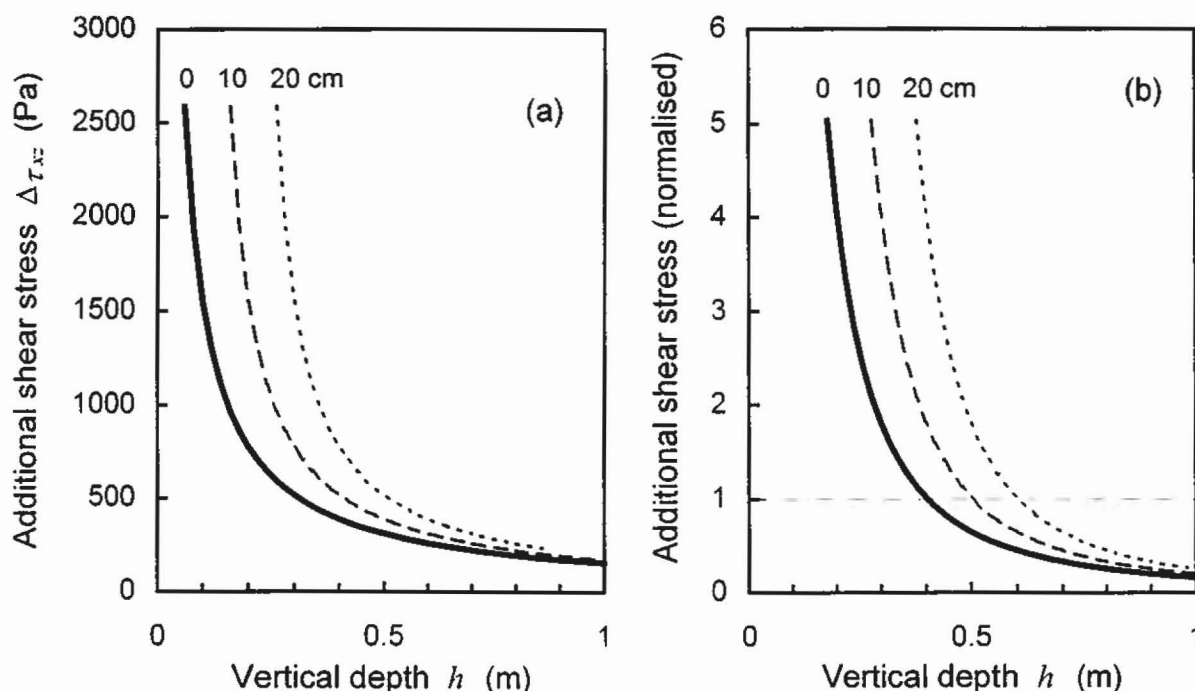 Additional shear stress Δτxz (Pa)
3000
2500
2000
1500
1000
500
0
0 10 20 cm
(a)
0 0.5 1
Vertical depth h (m)
Additional shear stress (normalised)
6
5
4
3
2
1
0
0 10 20 cm
(b)
0 0.5 1
Vertical depth h (m)